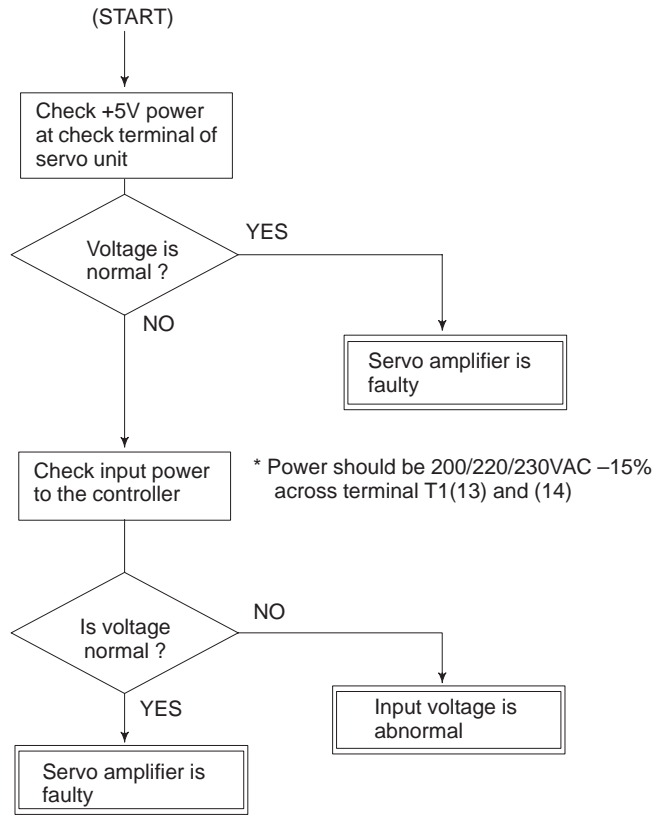 (START)
Check +5V power
at check terminal of
servo unit
Voltage is
normal ?
YES
NO
Servo amplifier is
faulty
Check input power
to the controller
* Power should be 200/220/230VAC –15%
across terminal T1(13) and (14)
Is voltage
normal ?
NO
YES
Input voltage is
abnormal
Servo amplifier is
faulty